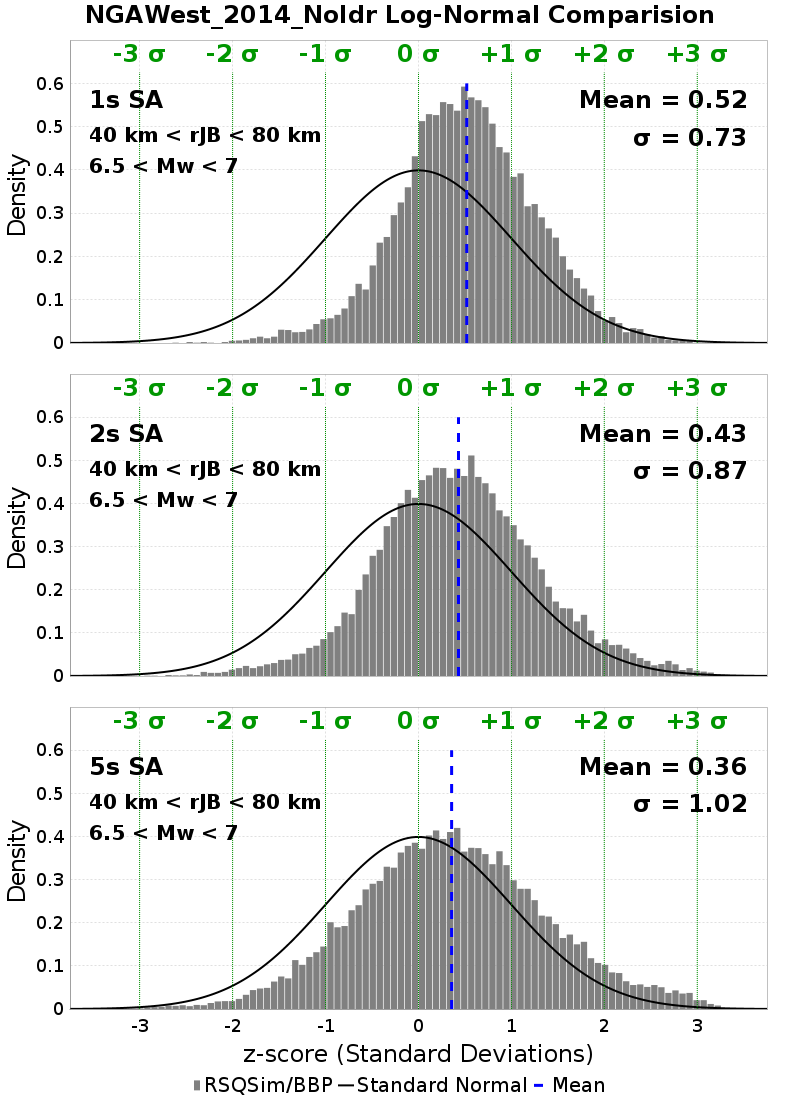 NGAWest_2014_NoIdr Log-Normal Comparision
-3 σ -2 σ -1 σ 0 σ +1 σ +2 σ +3 σ
0.6
1s SA Mean = 0.52
0.5
40 km < rJB < 80 km σ = 0.73
6.5 < Mw < 7
0.4
0.3
0.2
0.1
0
Density
-3 σ -2 σ -1 σ 0 σ +1 σ +2 σ +3 σ
0.6
2s SA Mean = 0.43
0.5
40 km < rJB < 80 km σ = 0.87
6.5 < Mw < 7
0.4
0.3
0.2
0.1
0
Density
-3 σ -2 σ -1 σ 0 σ +1 σ +2 σ +3 σ
0.6
5s SA Mean = 0.36
0.5
40 km < rJB < 80 km σ = 1.02
6.5 < Mw < 7
0.4
0.3
0.2
0.1
0
Density
-3 -2 -1 0 1 2 3
z-score (Standard Deviations)
RSQSim/BBP Standard Normal Mean